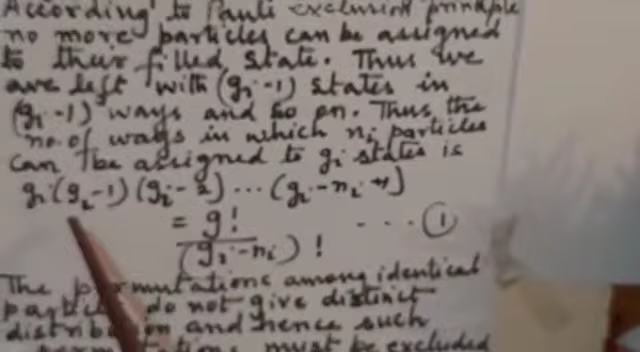 According to Pauli exclusion principle
no more particles can be assigned
to their filled state. Thus we
are left with (gi-1) states in
(gi-1) ways and so on. Thus the
no. of ways in which ni particles
can be assigned to gi states is
gi (gi-1) (gi-2) ... (gi-ni+1)
= g! / (gi-ni)! ... (1)
The permutations among identical
particles do not give distinct
distribution and hence such
permutations must be excluded